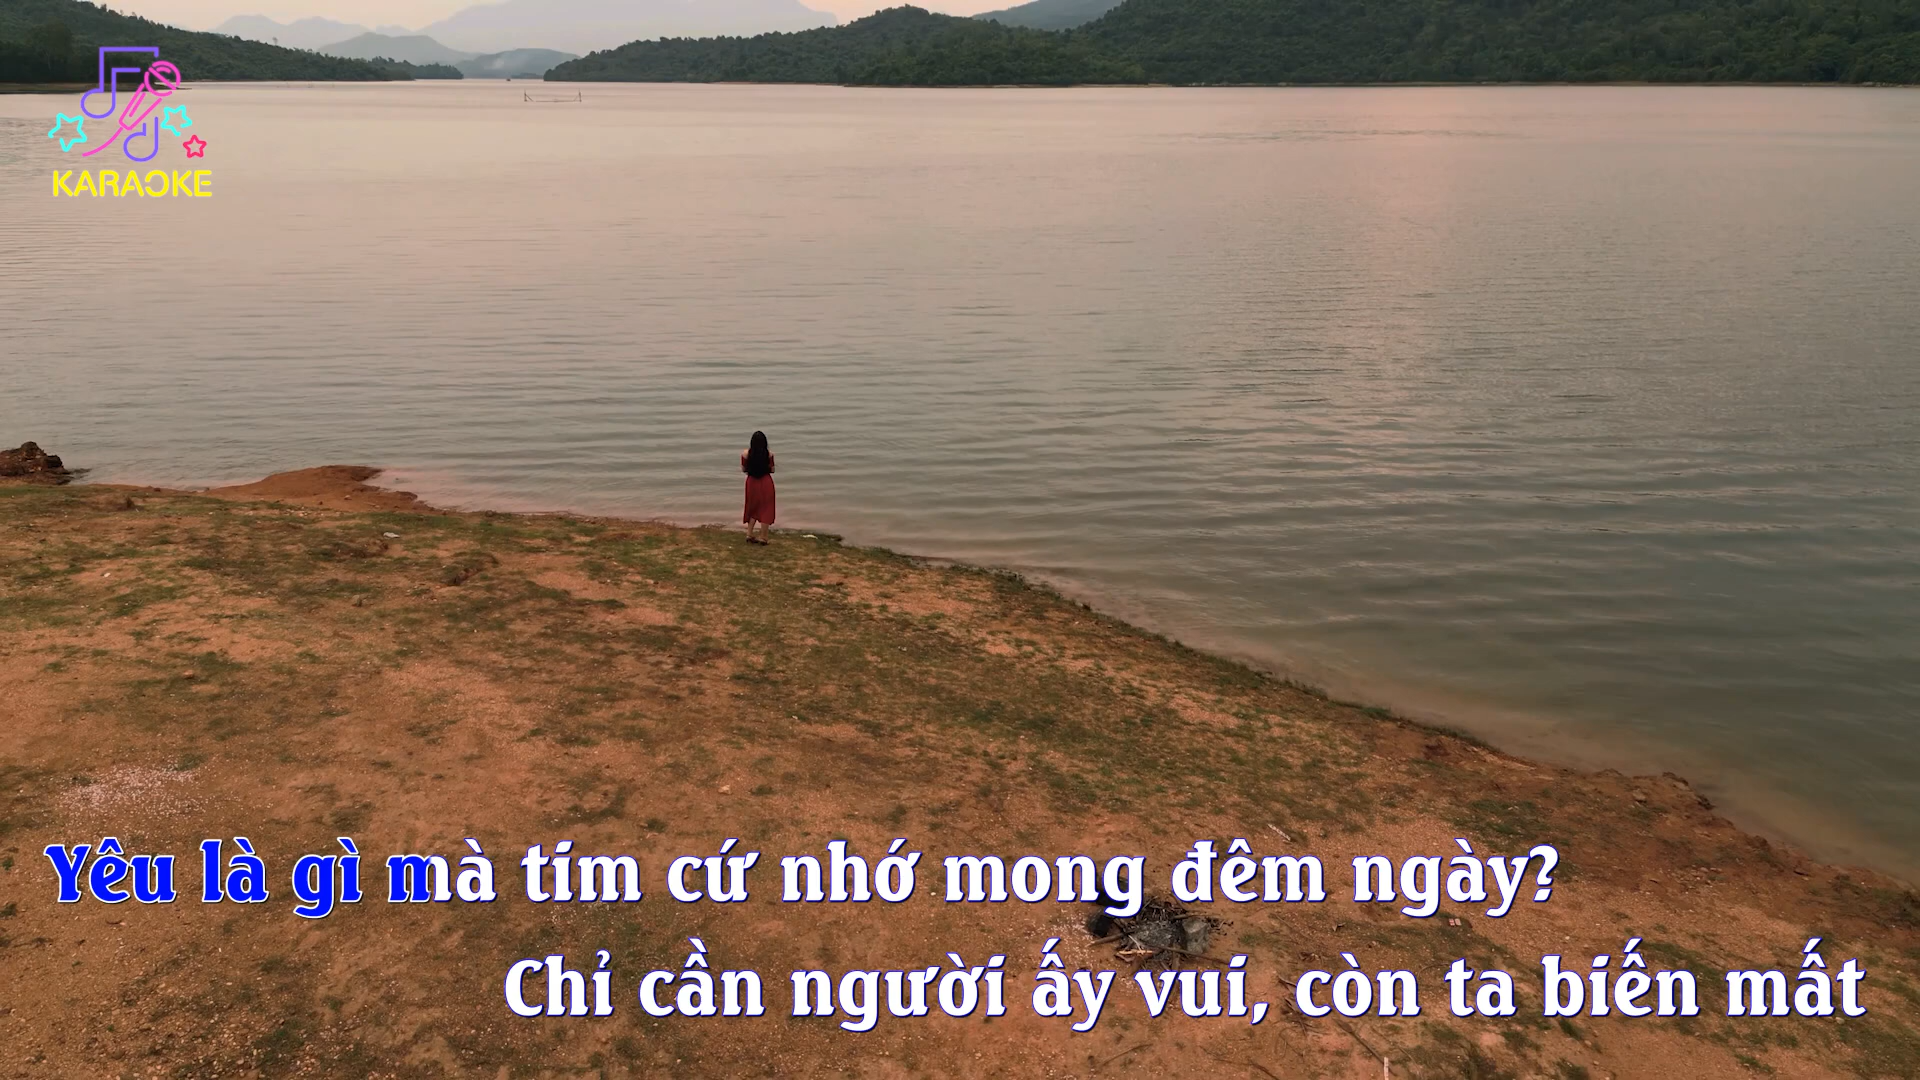 KARAOKE
Yêu là gì mà tim cứ nhớ mong đêm ngày?
Chỉ cần người ấy vui, còn ta biến mất